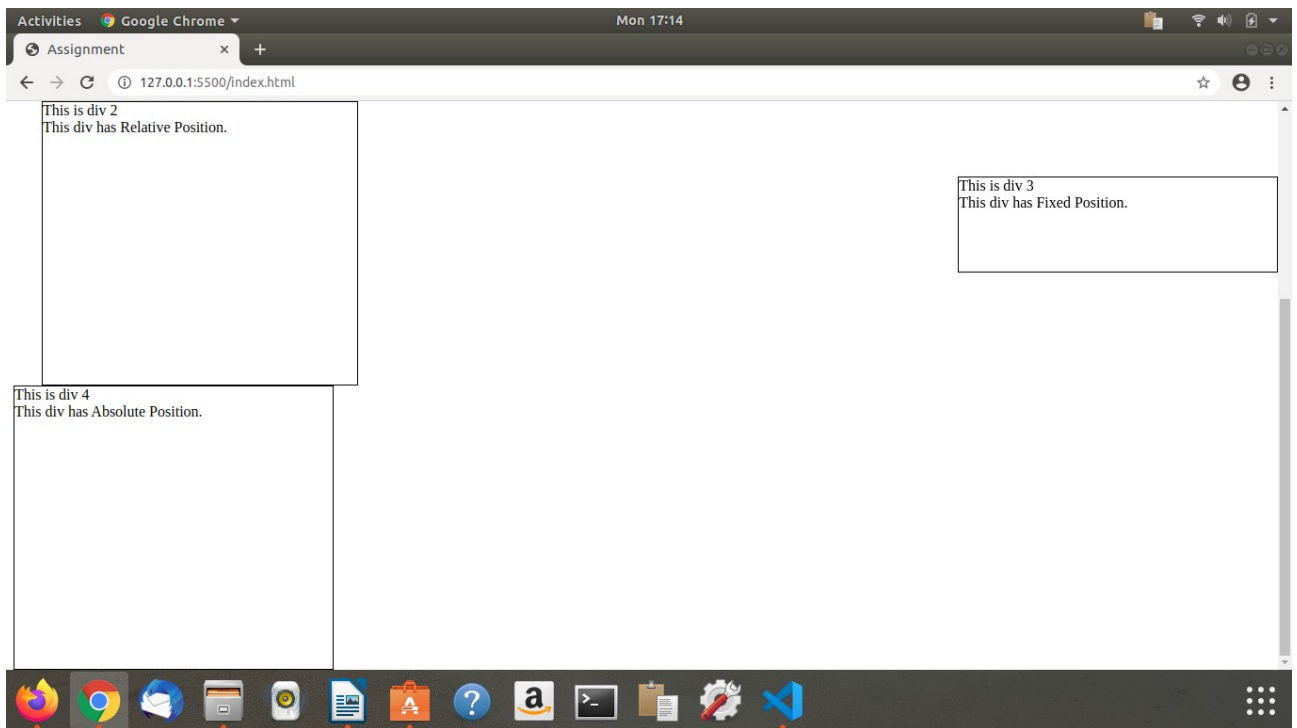 Activities Google Chrome Mon 17:14
Assignment
127.0.0.1:5500/index.html
This is div 2
This div has Relative Position.
This is div 3
This div has Fixed Position.
This is div 4
This div has Absolute Position.